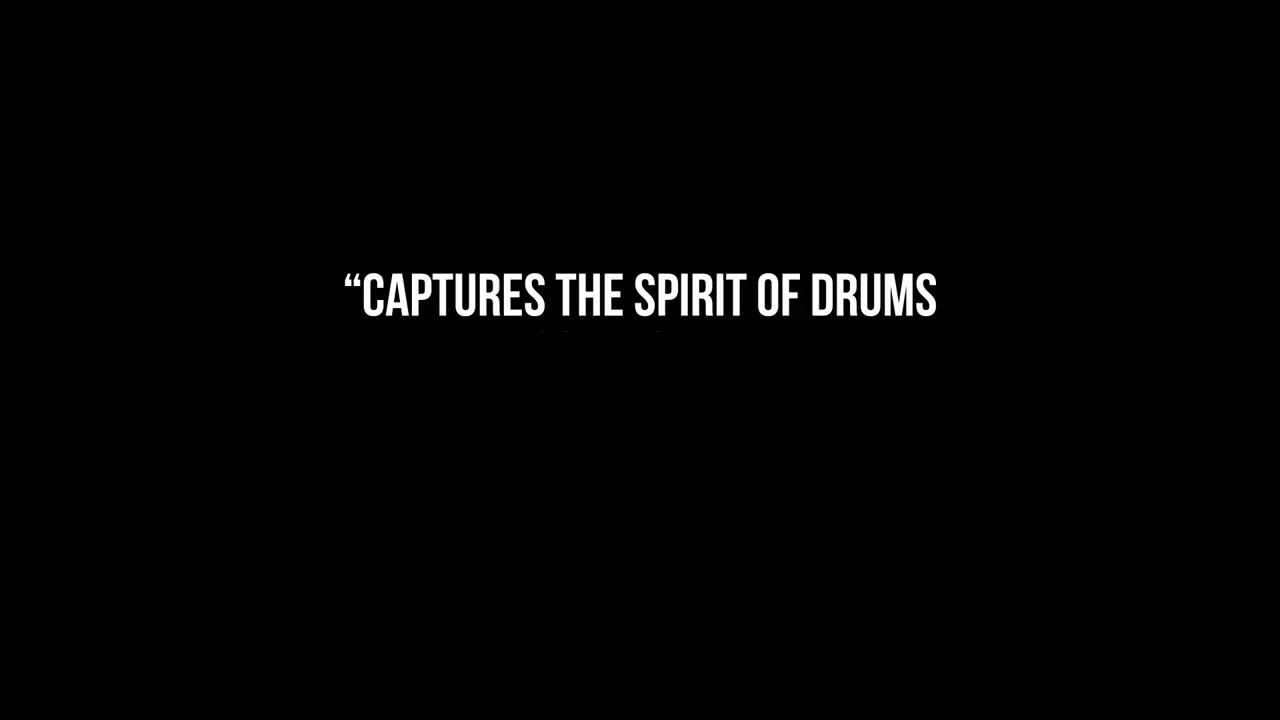 “CAPTURES THE SPIRIT OF DRUMS